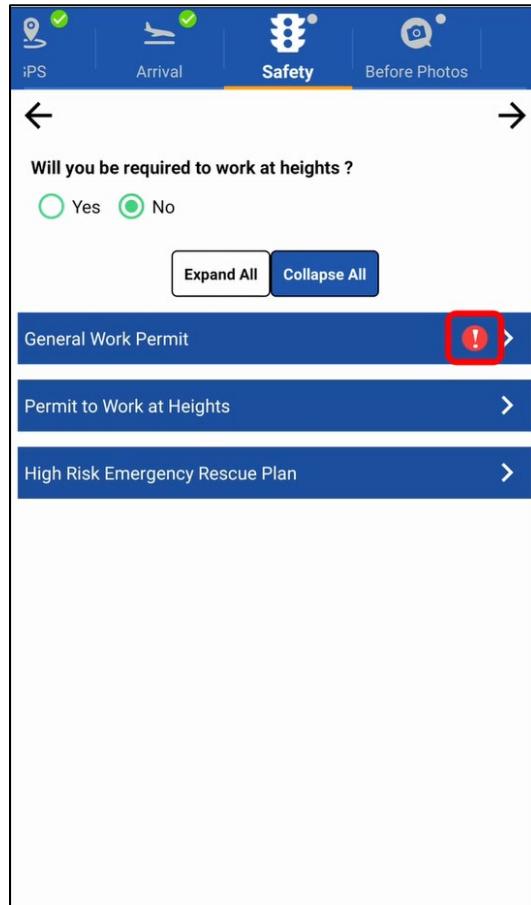 iPS
Arrival
Safety
Before Photos
Will you be required to work at heights ?
Yes
No
Expand All
Collapse All
General Work Permit
!
Permit to Work at Heights
High Risk Emergency Rescue Plan